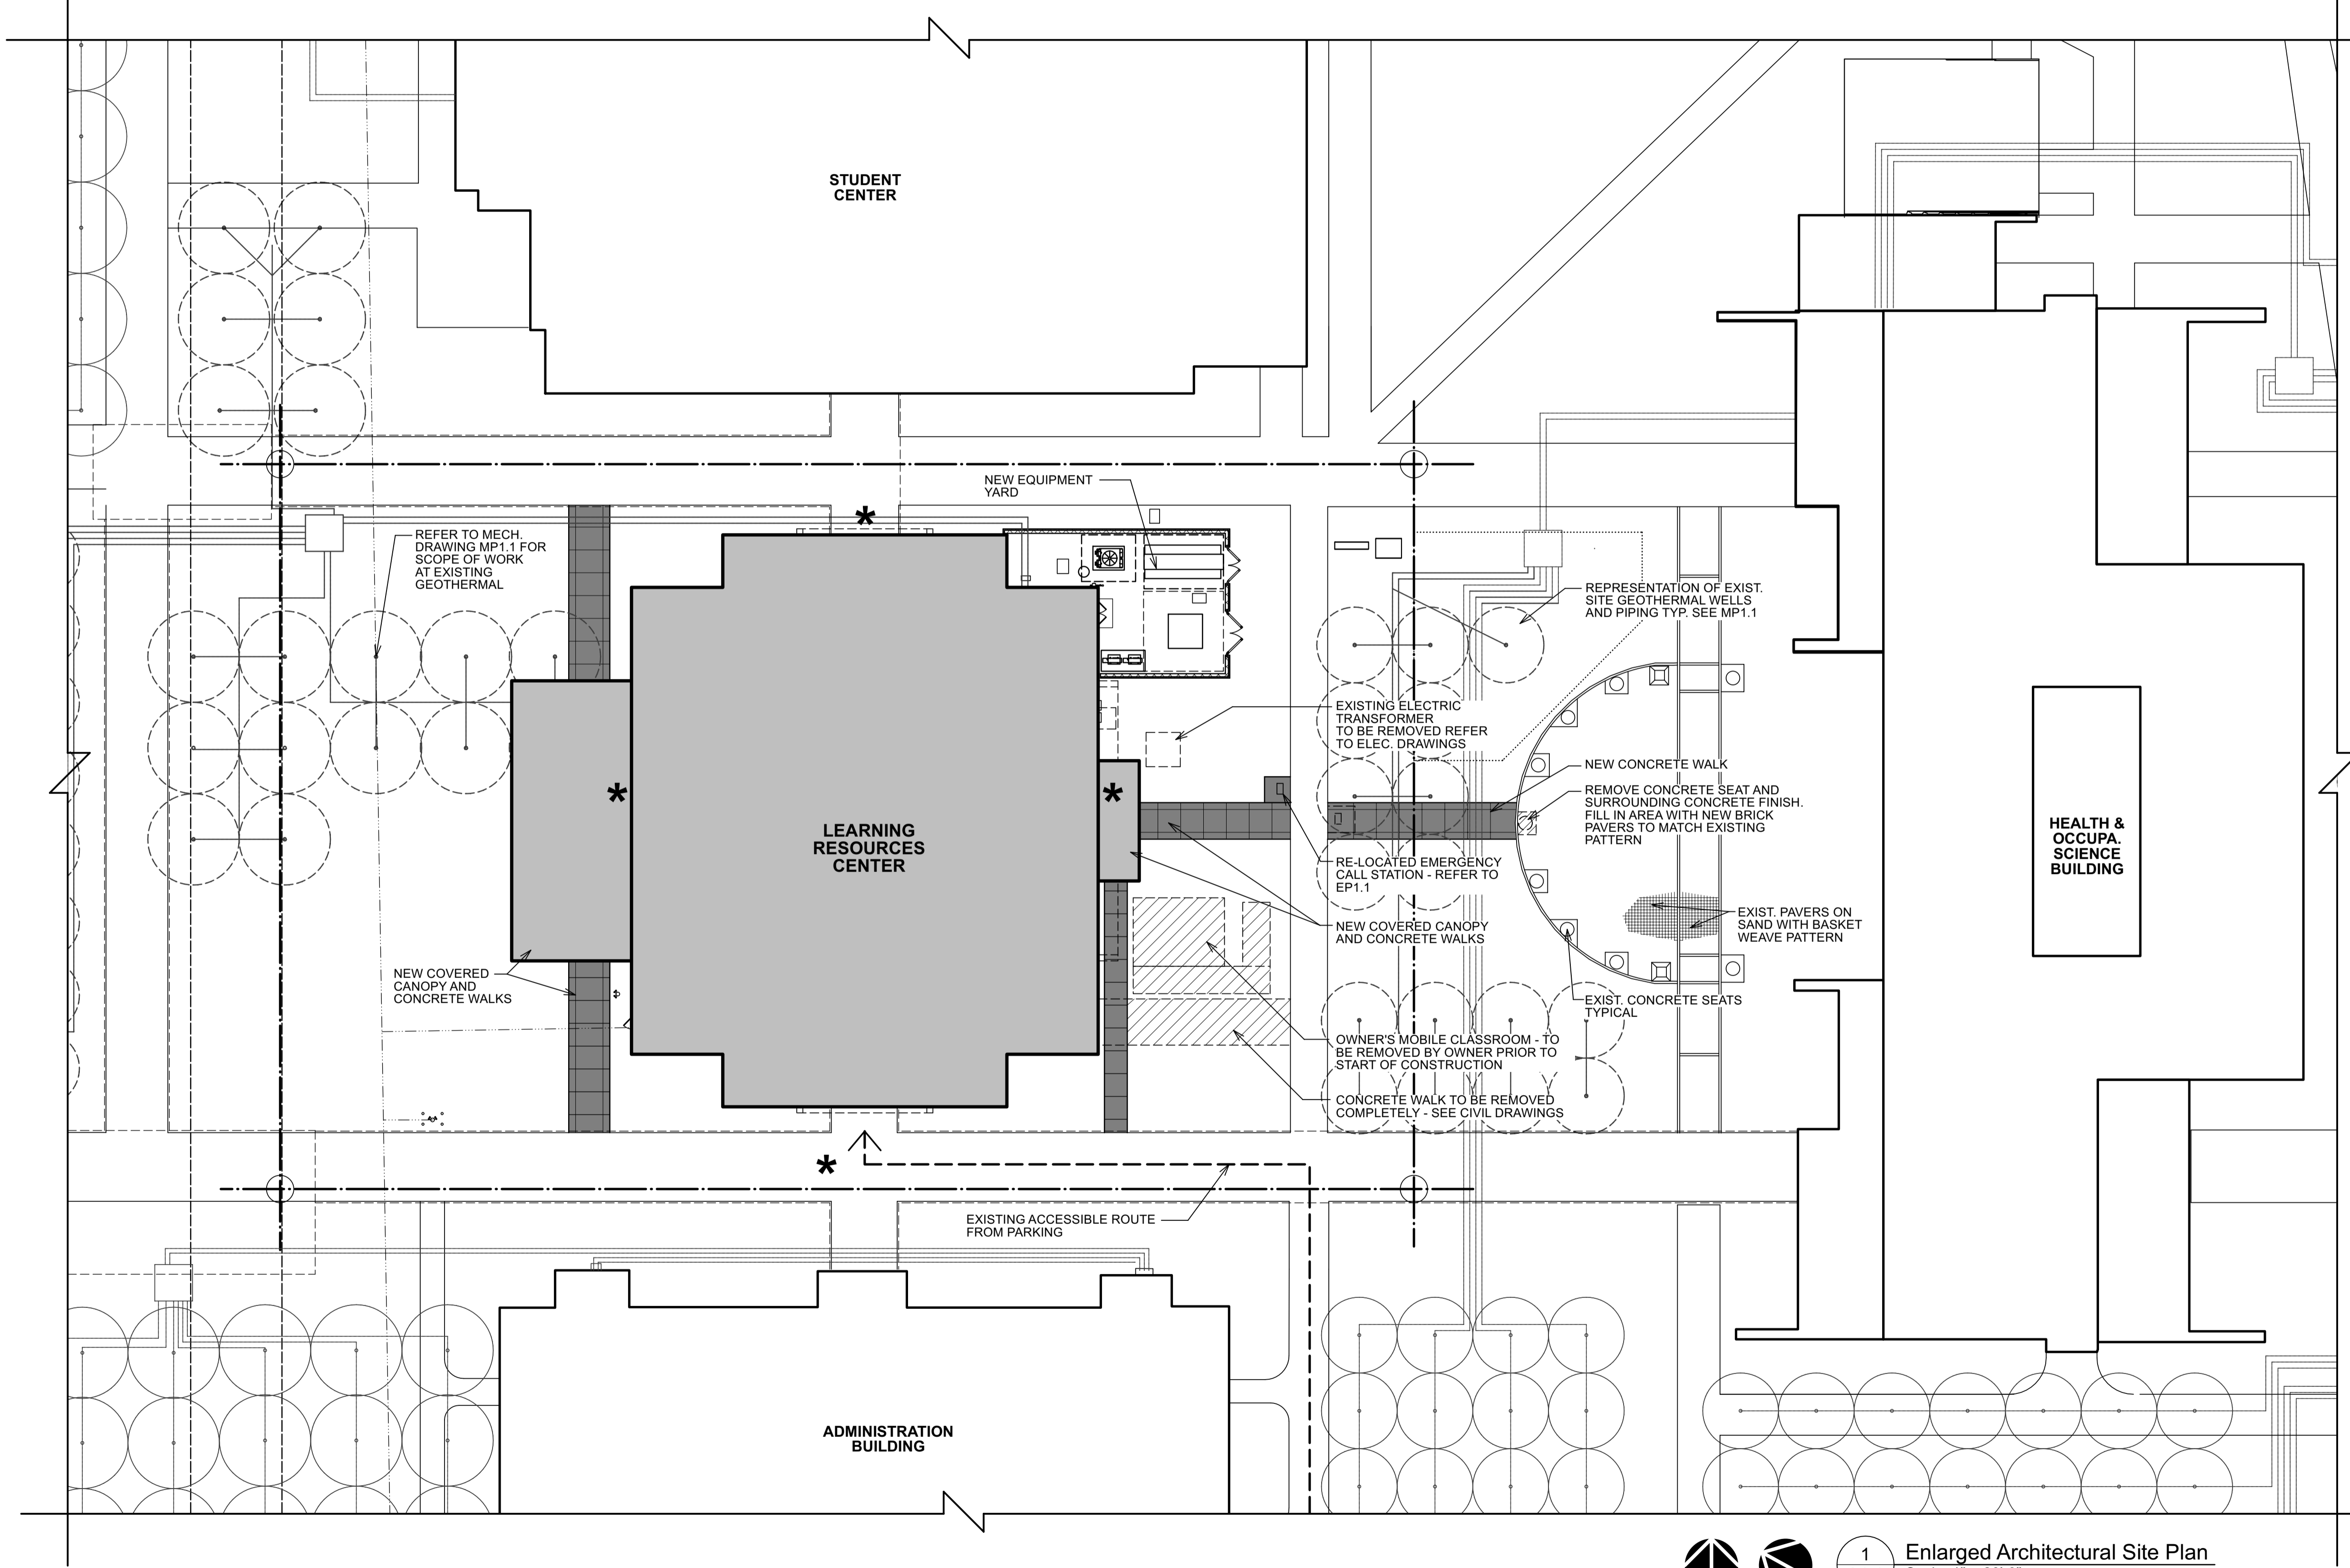 STUDENT
CENTER
NEW EQUIPMENT
YARD
REFER TO MECH.
DRAWING MP1.1 FOR
SCOPE OF WORK
AT EXISTING
GEOTHERMAL
*
REPRESENTATION OF EXIST.
SITE GEOTHERMAL WELLS
AND PIPING TYP. SEE MP1.1
EXISTING ELECTRIC
TRANSFORMER
TO BE REMOVED REFER
TO ELEC. DRAWINGS
NEW CONCRETE WALK
REMOVE CONCRETE SEAT AND
SURROUNDING CONCRETE FINISH.
FILL IN AREA WITH NEW BRICK
PAVERS TO MATCH EXISTING
PATTERN
*
*
LEARNING
RESOURCES
CENTER
HEALTH &
OCCUPA.
SCIENCE
BUILDING
RE-LOCATED EMERGENCY
CALL STATION - REFER TO
EP1.1
NEW COVERED CANOPY
AND CONCRETE WALKS
EXIST. PAVERS ON
SAND WITH BASKET
WEAVE PATTERN
NEW COVERED
CANOPY AND
CONCRETE WALKS
EXIST. CONCRETE SEATS
TYPICAL
OWNER'S MOBILE CLASSROOM - TO
BE REMOVED BY OWNER PRIOR TO
START OF CONSTRUCTION
CONCRETE WALK TO BE REMOVED
COMPLETELY - SEE CIVIL DRAWINGS
*
EXISTING ACCESSIBLE ROUTE
FROM PARKING
ADMINISTRATION
BUILDING
1
Enlarged Architectural Site Plan